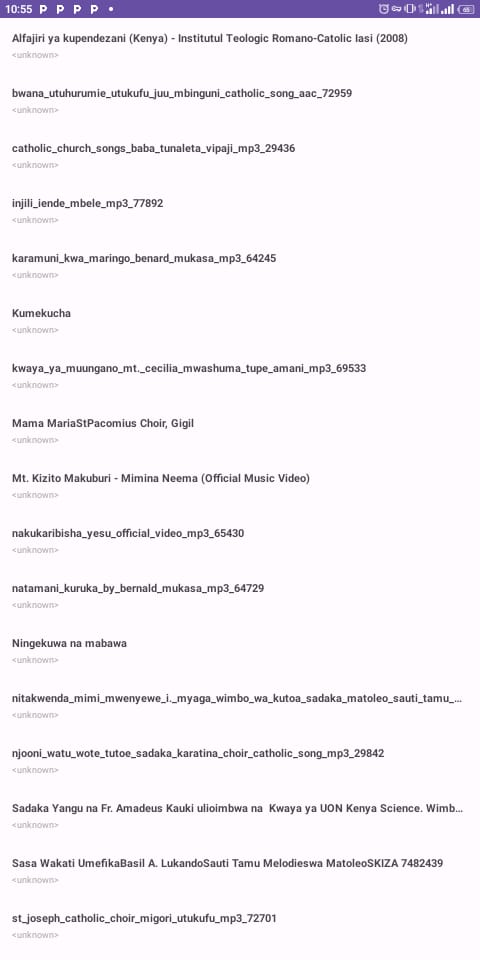 10:55 P P P P
65
Alfajiri ya kupendezani (Kenya) - Institutul Teologic Romano-Catolic Iasi (2008)
<unknown>
bwana_utuhurumie_utukufu_juu_mbinguni_catholic_song_aac_72959
<unknown>
catholic_church_songs_baba_tunaleta_vipaji_mp3_29436
<unknown>
injili_iende_mbele_mp3_77892
<unknown>
karamuni_kwa_maringo_benard_mukasa_mp3_64245
<unknown>
Kumekucha
<unknown>
kwaya_ya_muungano_mt._cecilia_mwashuma_tupe_amani_mp3_69533
<unknown>
Mama MariaStPacomius Choir, Gigil
<unknown>
Mt. Kizito Makuburi - Mimina Neema (Official Music Video)
<unknown>
nakukaribisha_yesu_official_video_mp3_65430
<unknown>
natamani_kuruka_by_bernald_mukasa_mp3_64729
<unknown>
Ningekuwa na mabawa
<unknown>
nitakwenda_mimi_mwenyewe_i._myaga_wimbo_wa_kutoa_sadaka_matoleo_sauti_tamu_...
<unknown>
njooni_watu_wote_tutoe_sadaka_karatina_choir_catholic_song_mp3_29842
<unknown>
Sadaka Yangu na Fr. Amadeus Kauki ulioimbwa na  Kwaya ya UON Kenya Science. Wimb...
<unknown>
Sasa Wakati UmefikaBasil A. LukandoSauti Tamu Melodieswa MatoleoSKIZA 7482439
<unknown>
st_joseph_catholic_choir_migori_utukufu_mp3_72701
<unknown>